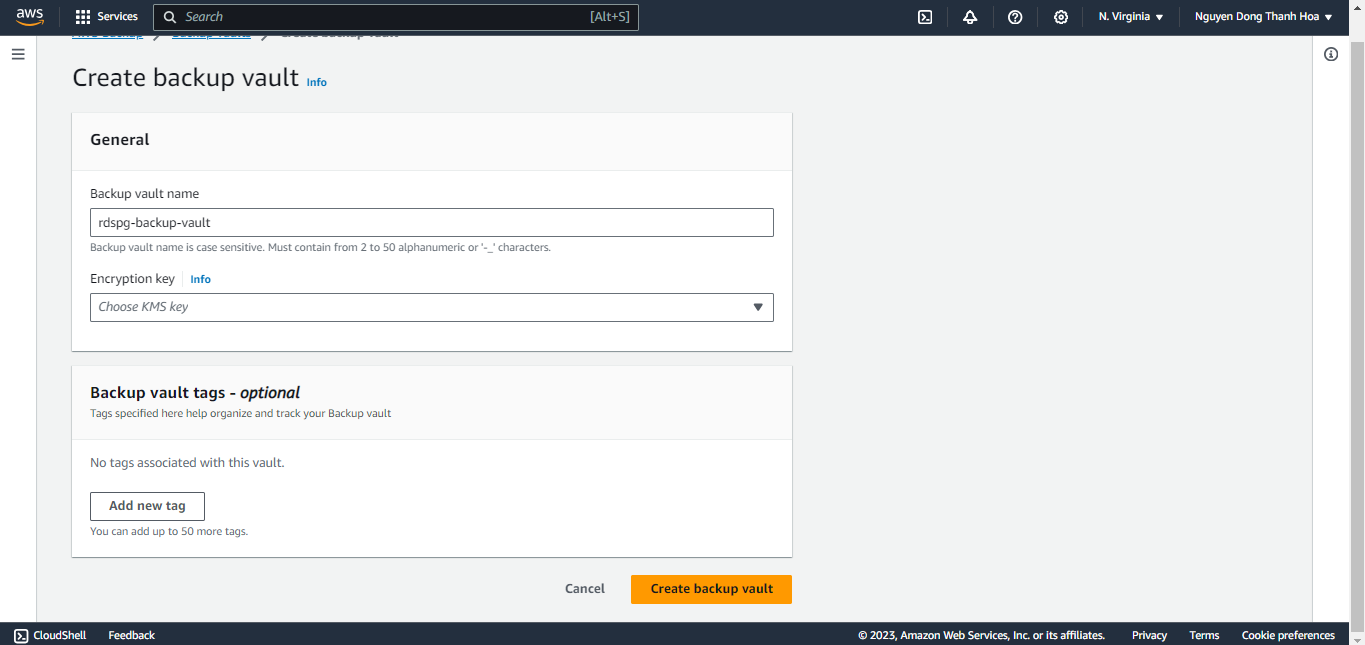 aws Services Search [Alt+S] N. Virginia Nguyen Dong Thanh Hoa
Create backup vault Info
General
Backup vault name
rdspg-backup-vault
Backup vault name is case sensitive. Must contain from 2 to 50 alphanumeric or '-_' characters.
Encryption key Info
Choose KMS key
Backup vault tags - optional
Tags specified here help organize and track your Backup vault
No tags associated with this vault.
Add new tag
You can add up to 50 more tags.
Cancel Create backup vault
CloudShell Feedback © 2023, Amazon Web Services, Inc. or its affiliates. Privacy Terms Cookie preferences